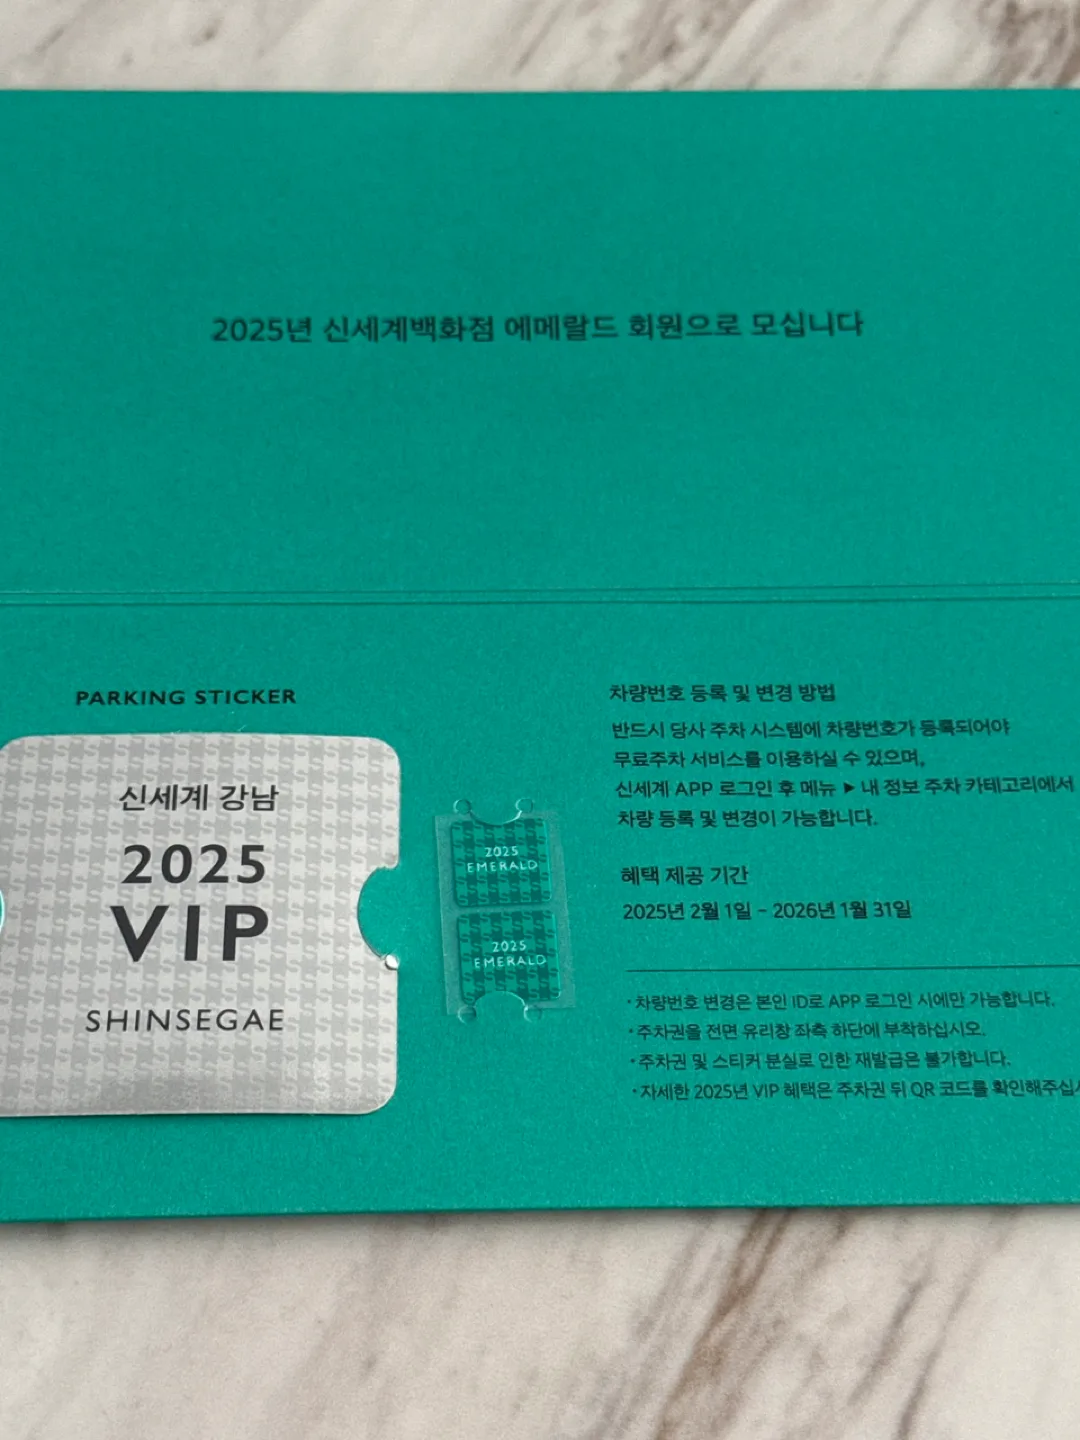 2025년 신세계백화점 에메랄드 회원으로 모십니다
PARKING STICKER
신세계 강남
2025
VIP
SHINSEGAE
2025
EMERALD
2025
EMERALD
차량번호 등록 및 변경 방법
반드시 당사 주차 시스템에 차량번호가 등록되어야
무료주차 서비스를 이용하실 수 있으며,
신세계 APP 로그인 후 메뉴 ▶ 내 정보 주차 카테고리에서
차량 등록 및 변경이 가능합니다.
혜택 제공 기간
2025년 2월 1일 ~ 2026년 1월 31일
· 차량번호 변경은 본인 ID로 APP 로그인 시에만 가능합니다.
· 주차권을 전면 유리창 좌측 하단에 부착하십시오.
· 주차권 및 스티커 분실로 인한 재발급은 불가합니다.
· 자세한 2025년 VIP 혜택은 주차권 뒤 QR 코드를 확인해주십시